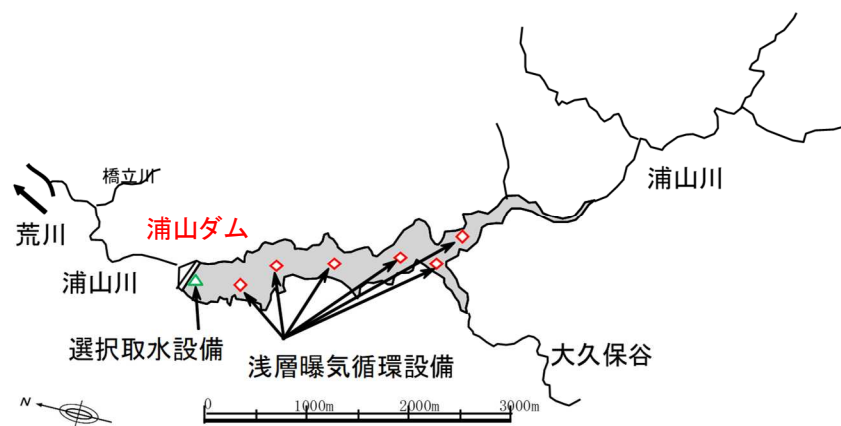 浦山川
橋立川
荒川
浦山ダム
浦山川
選択取水設備
浅層曝気循環設備
大久保谷
N
0 1000m 2000m 3000m